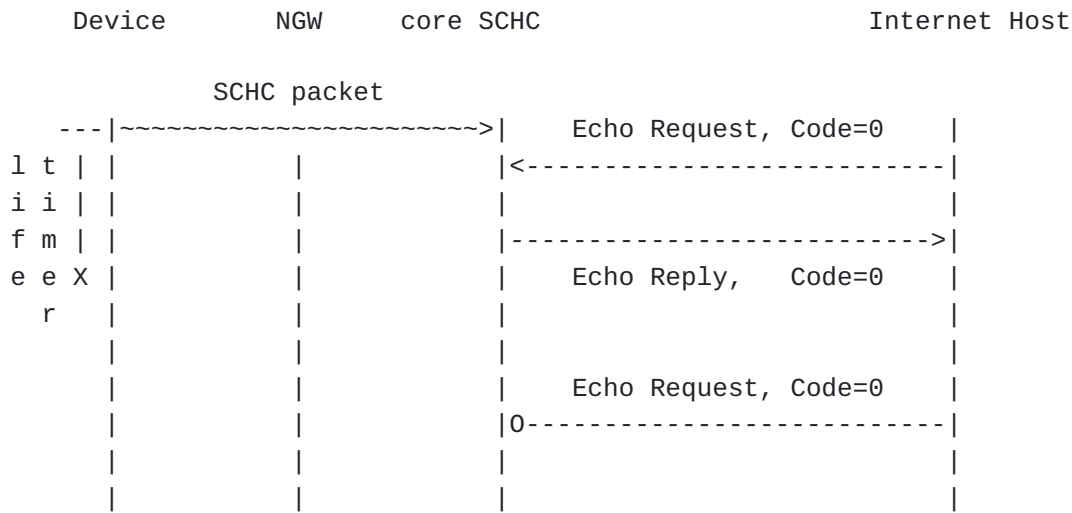 Device NGW core SCHC Internet Host
SCHC packet
---|~~~~~~~~~~~~~~~~~~~~~~~~>| Echo Request, Code=0 |
l t | | | |<---------------------------|
i i | | | | |
f m | | | |--------------------------->|
e e X | | | Echo Reply, Code=0 |
r | | | |
| | | |
| | | Echo Request, Code=0 |
| | |O---------------------------|
| | | |
| | | |